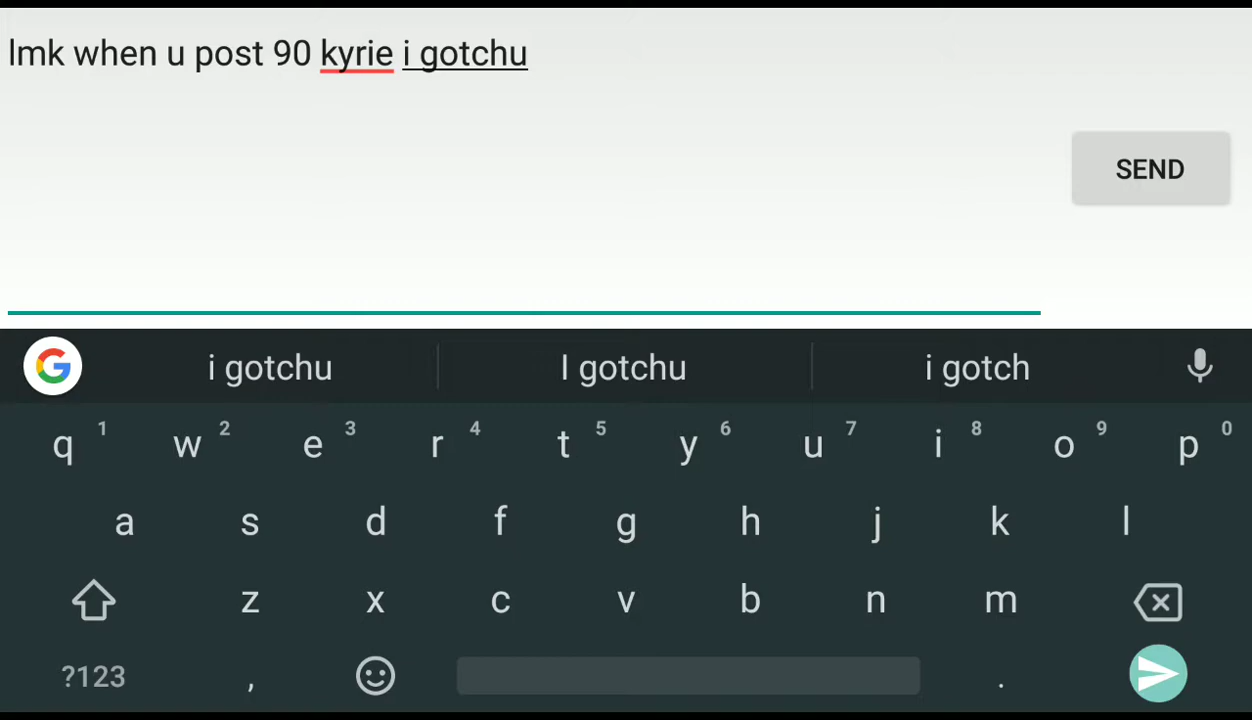 lmk when u post 90 kyrie i gotchu
SEND
G i gotchu I gotchu i gotch
q 1 w 2 e 3 r 4 t 5 y 6 u 7 i 8 o 9 p 0
a s d f g h j k l
z x c v b n m
?123 , .